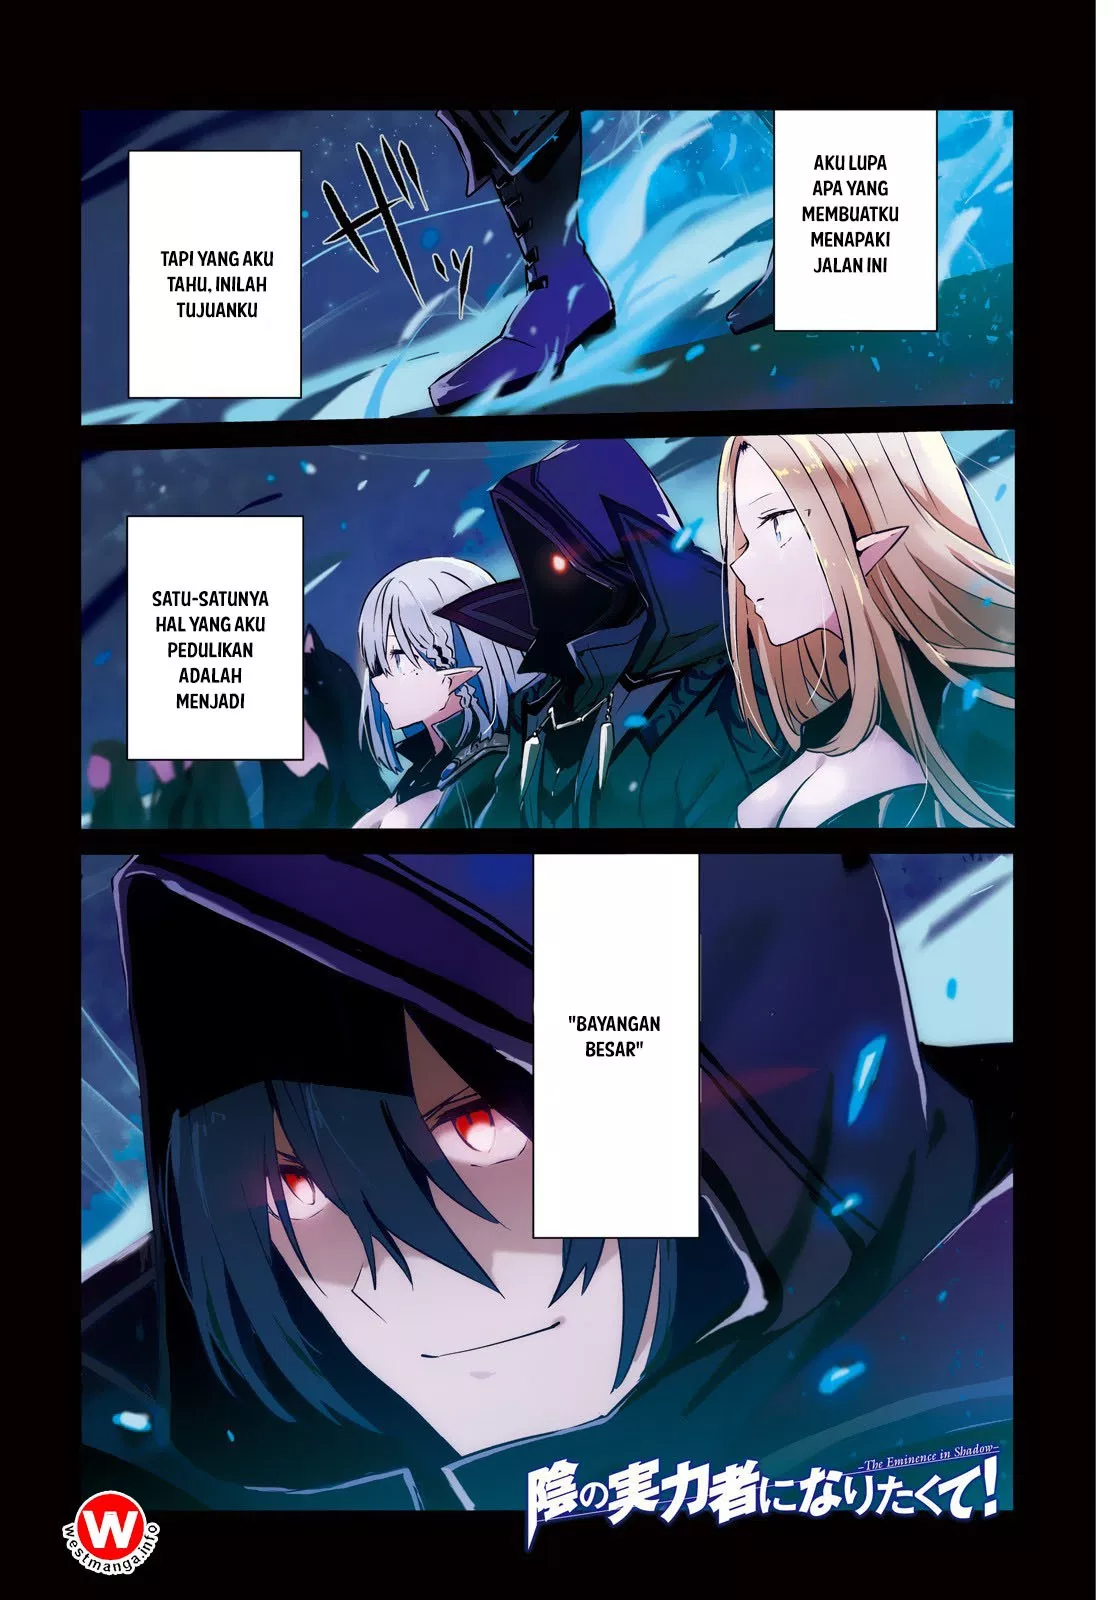 AKU LUPA
APA YANG
MEMBUATKU
MENAPAKI
JALAN INI
ザッ
TAPI YANG AKU
TAHU, INILAH
TUJUANKU
SATU-SATUNYA
HAL YANG AKU
PEDULIKAN
ADALAH
MENJADI
"BAYANGAN
BESAR"
–The Eminence in Shadow–
陰の実力者になりたくて！
W
westmanga.info